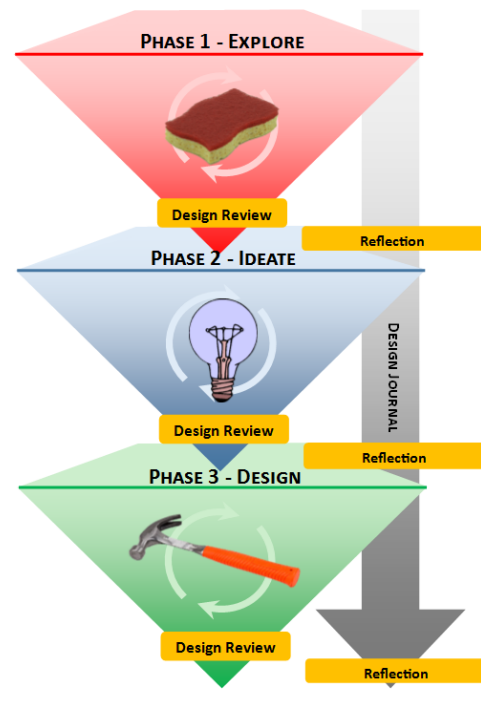 Phase 1 - Explore
Design Review
Reflection
Phase 2 - Ideate
Design Journal
Design Review
Reflection
Phase 3 - Design
Design Review
Reflection